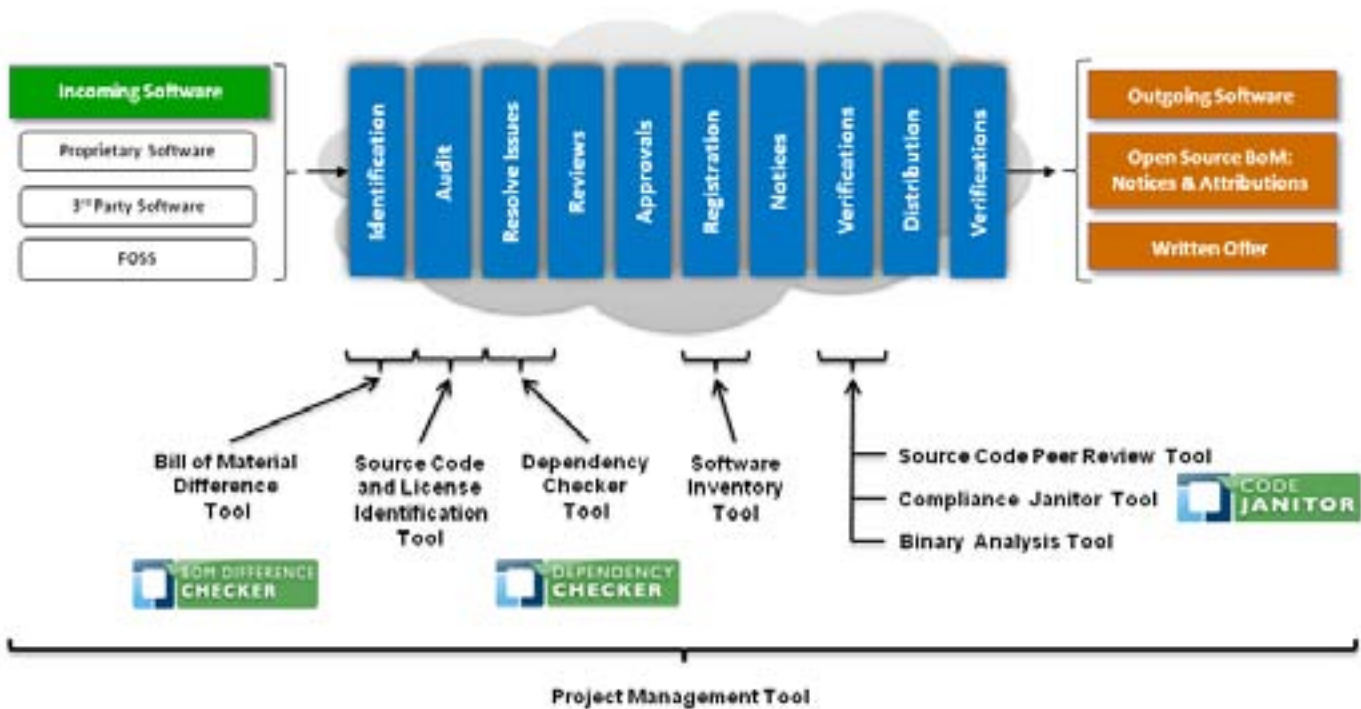 Incoming Software
Proprietary Software
3rd Party Software
FOSS
Identification
Audit
Resolve Issues
Reviews
Approvals
Registration
Notices
Verifications
Distribution
Verifications
Outgoing Software
Open Source BoM:
Notices & Attributions
Written Offer
Bill of Material
Difference
Tool
Source Code
and License
Identification
Tool
Dependency
Checker
Tool
Software
Inventory
Tool
Source Code Peer Review Tool
Compliance Janitor Tool
Binary Analysis Tool
CODE
JANITOR
BOM DIFFERENCE
CHECKER
DEPENDENCY
CHECKER
Project Management Tool